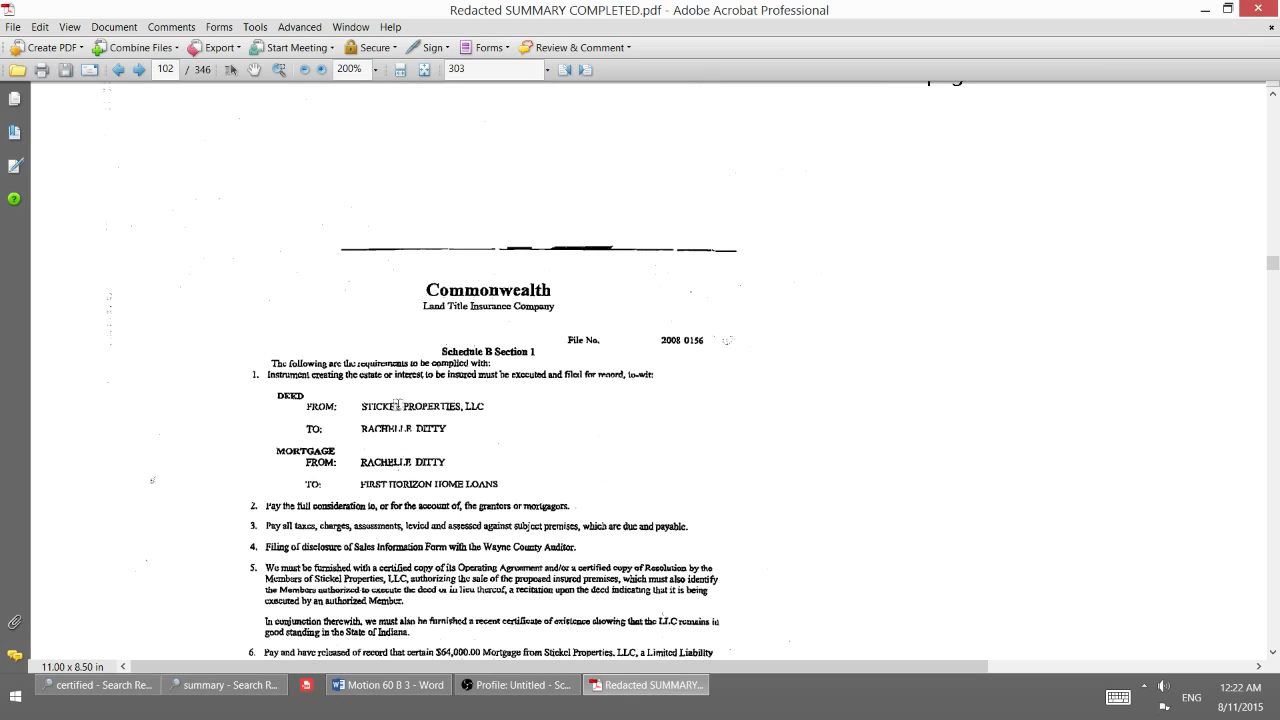 Redacted SUMMARY COMPLETED.pdf - Adobe Acrobat Professional
File Edit View Document Comments Forms Tools Advanced Window Help
Create PDF Combine Files Export Start Meeting Secure Sign Forms Review & Comment
102 / 346 200% 303
Commonwealth
Land Title Insurance Company
File No. 2008 0156
Schedule B Section 1
The following are the requirements to be complied with:
1. Instrument creating the estate or interest to be insured must be executed and filed for record, to-wit:
DEED
FROM: STICKEL PROPERTIES, LLC
TO: RACHELLE DITTY
MORTGAGE
FROM: RACHELLE DITTY
TO: FIRST HORIZON HOME LOANS
2. Pay the full consideration to, or for the account of, the grantors or mortgagors.
3. Pay all taxes, charges, assessments, levied and assessed against subject premises, which are due and payable.
4. Filing of disclosure of Sales Information Form with the Wayne County Auditor.
5. We must be furnished with a certified copy of its Operating Agreement and/or a certified copy of Resolution by the
Members of Stickel Properties, LLC, authorizing the sale of the proposed insured premises, which must also identify
the Members authorized to execute the deed or in lieu thereof, a recitation upon the deed indicating that it is being
executed by an authorized Member.
In conjunction therewith, we must also be furnished a recent certificate of existence showing that the LLC remains in
good standing in the State of Indiana.
6. Pay and have released of record that certain $64,000.00 Mortgage from Stickel Properties, LLC, a Limited Liability
11.00 x 8.50 in
certified - Search Re... summary - Search R... Motion 60 B 3 - Word Profile: Untitled - Sc... Redacted SUMMARY... ENG 12:22 AM
8/11/2015